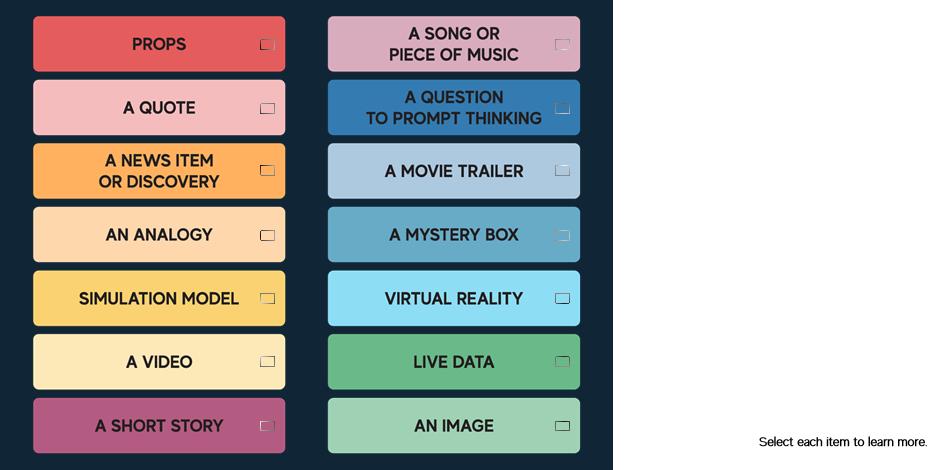 PROPS
A QUOTE
A NEWS ITEM
OR DISCOVERY
AN ANALOGY
SIMULATION MODEL
A VIDEO
A SHORT STORY
A SONG OR
PIECE OF MUSIC
A QUESTION
TO PROMPT THINKING
A MOVIE TRAILER
A MYSTERY BOX
VIRTUAL REALITY
LIVE DATA
AN IMAGE
Select each item to learn more.